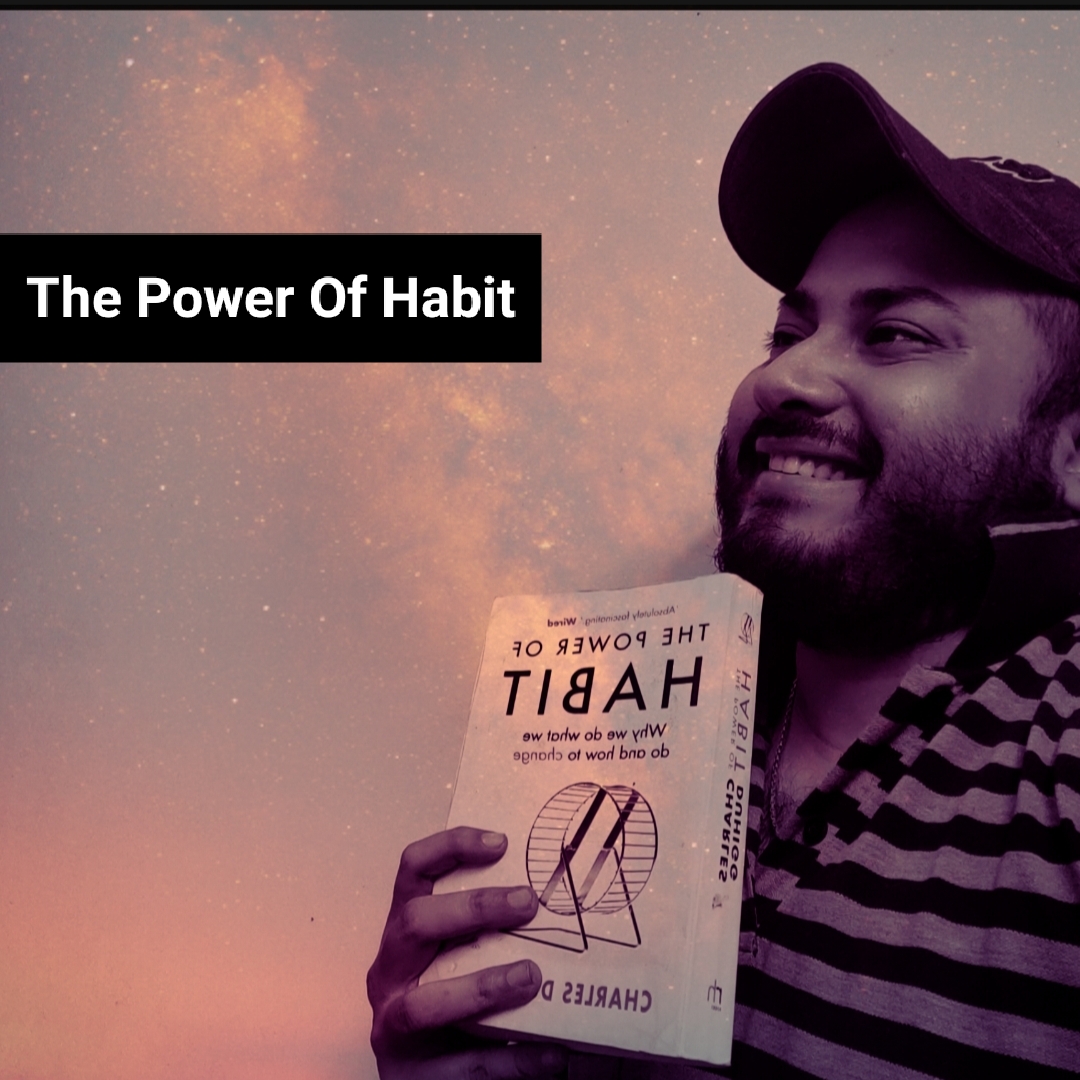 The Power Of Habit
'Absolutely fascinating.' Wired
THE POWER OF
HABIT
Why we do what we
do and how to change
CHARLES D
THE POWER OF
HABIT
CHARLES
DUHIGG